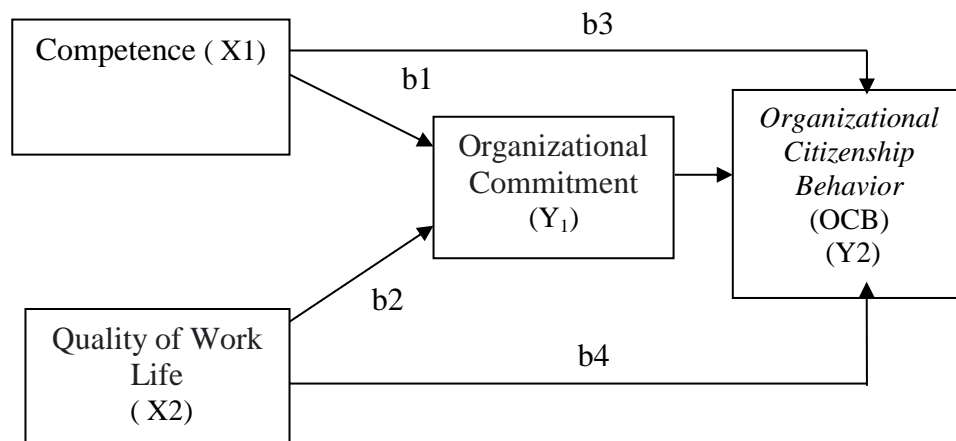 b3
Competence ( X1)
b1
Organizational
Commitment
(Y₁)
Organizational
Citizenship
Behavior
(OCB)
(Y2)
b2
Quality of Work
Life
( X2)
b4